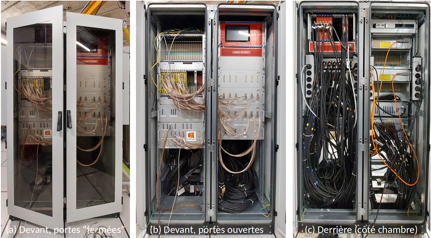 (a) Devant, portes "fermées"
(b) Devant, portes ouvertes
(c) Derrière (côté chambre)